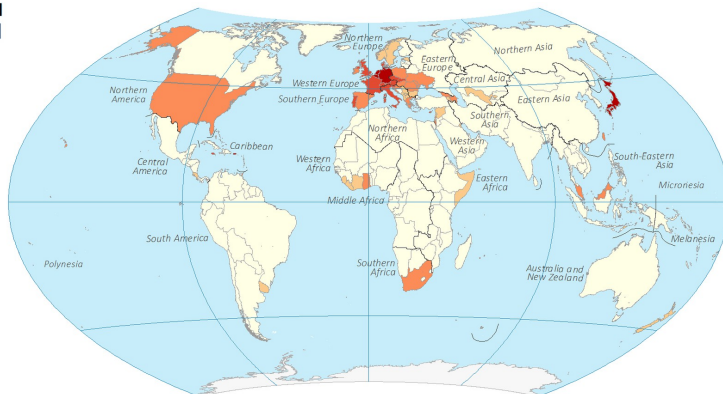 Northern
Europe
Northern Asia
Eastern
Europe
Central Asia
Western Europe
Northern
America
Southern Europe
Eastern Asia
Southern
Asia
Northern
Africa
Western
Asia
Caribbean
Central
America
Western
Africa
South-Eastern
Asia
Eastern
Africa
Micronesia
Middle Africa
South America
Melanesia
Polynesia
Southern
Africa
Australia and
New Zealand